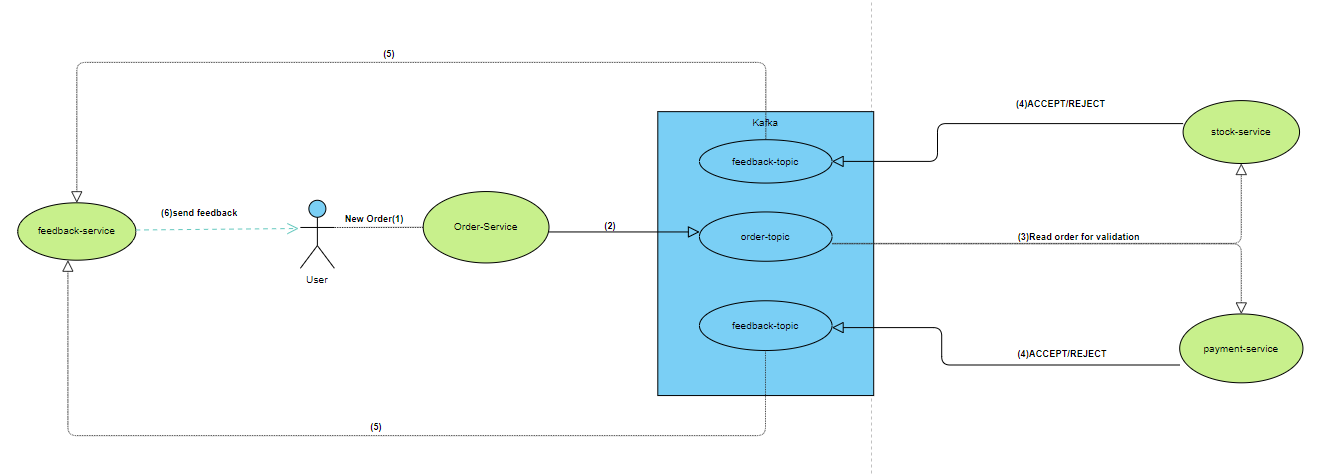 (5)
(4)ACCEPT/REJECT
Kafka
stock-service
feedback-topic
(6)send feedback
New Order(1)
Order-Service
(2)
feedback-service
order-topic
(3)Read order for validation
User
feedback-topic
(4)ACCEPT/REJECT
payment-service
(5)